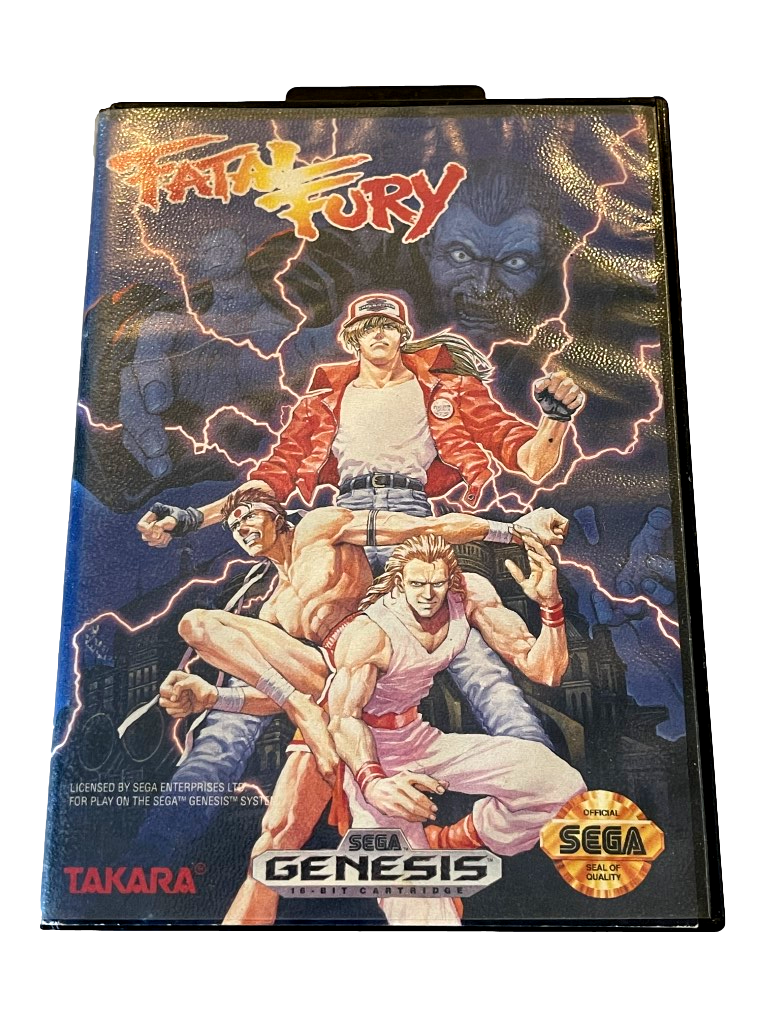 FATAL FURY
LICENSED BY SEGA ENTERPRISES LTD
FOR PLAY ON THE SEGA™ GENESIS™ SYSTEM
TAKARA®
SEGA
GENESIS™
16-BIT CARTRIDGE
OFFICIAL
SEGA
SEAL OF
QUALITY